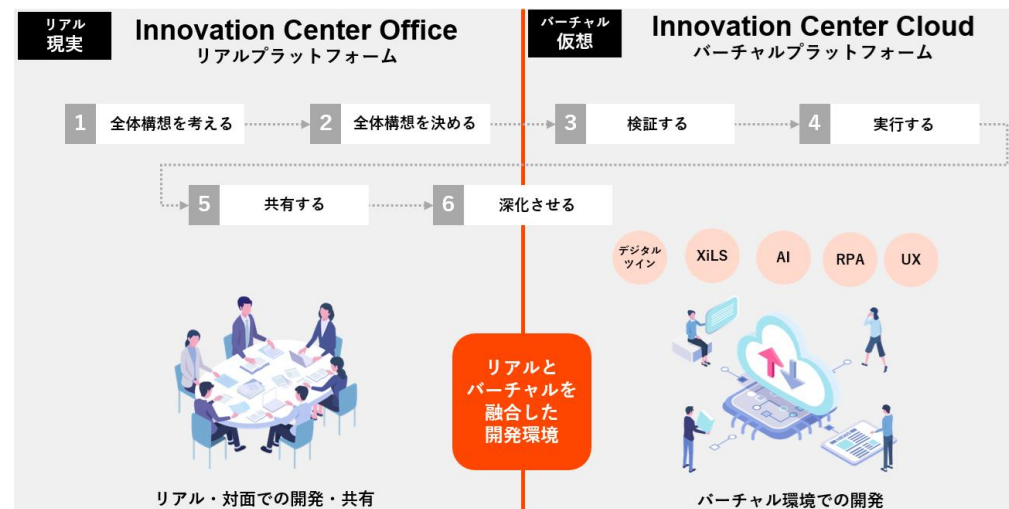 リアル
現実
Innovation Center Office
リアルプラットフォーム
バーチャル
仮想
Innovation Center Cloud
バーチャルプラットフォーム
1 全体構想を考える
2 全体構想を決める
3 検証する
4 実行する
5 共有する
6 深化させる
デジタル
ツイン
XiLS
AI
RPA
UX
リアルと
バーチャルを
融合した
開発環境
リアル・対面での開発・共有
バーチャル環境での開発